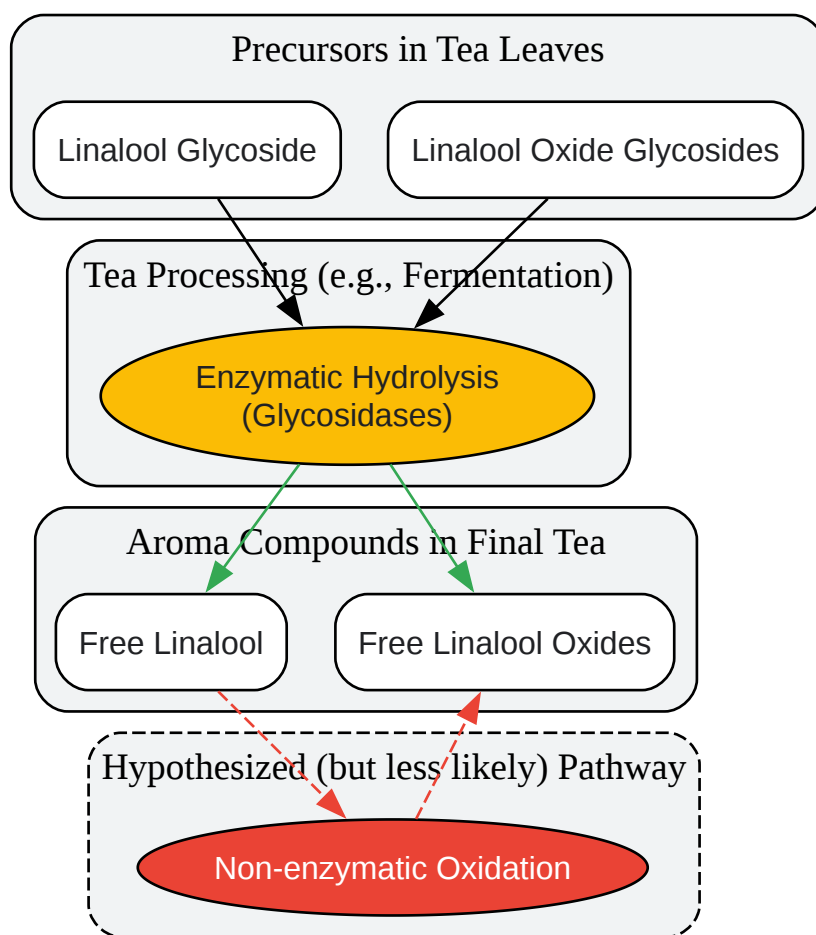 Precursors in Tea Leaves
Linalool Glycoside
Linalool Oxide Glycosides
Tea Processing (e.g., Fermentation)
Enzymatic Hydrolysis
(Glycosidases)
Aroma Compounds in Final Tea
Free Linalool
Free Linalool Oxides
Hypothesized (but less likely) Pathway
Non-enzymatic Oxidation